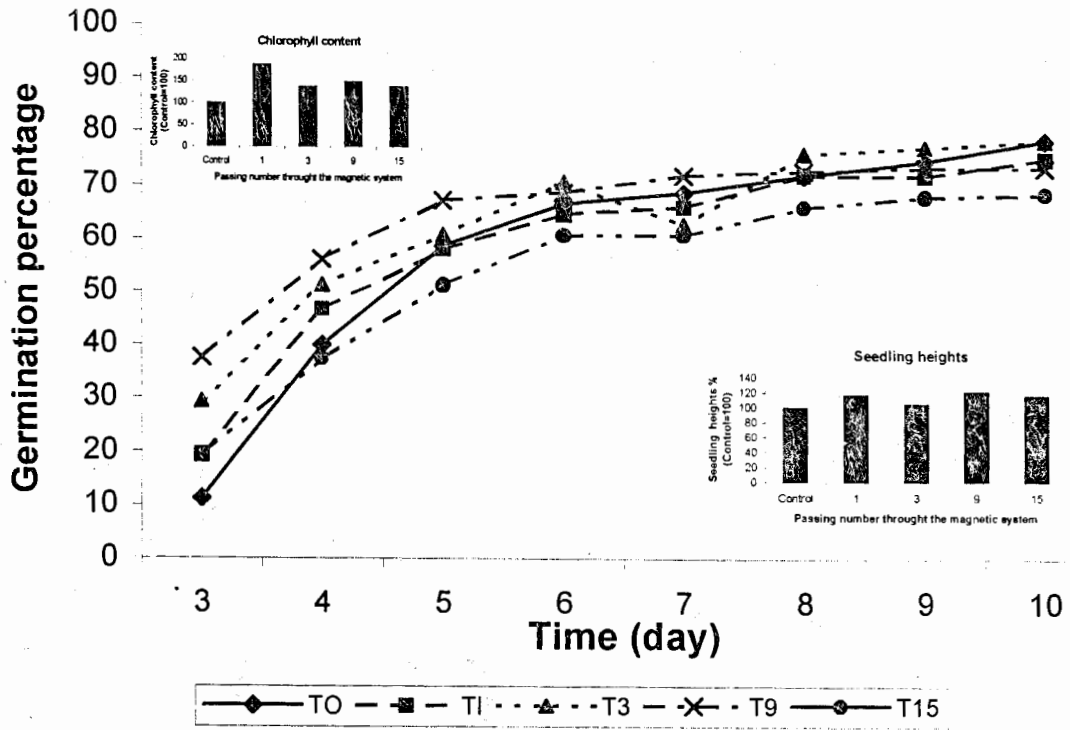 Germination percentage
100
90
80
70
60
50
40
30
20
10
0
Chlorophyll content
Chlorophyll content
(Control=100)
200
150
100
50
0
Control 1 3 9 15
Passing number throught the magnetic system
Seedling heights
Seedling heights %
(Control=100)
140
120
100
80
60
40
20
0
Control 1 3 9 15
Passing number throught the magnetic system
3 4 5 6 7 8 9 10
Time (day)
TO TI T3 T9 T15